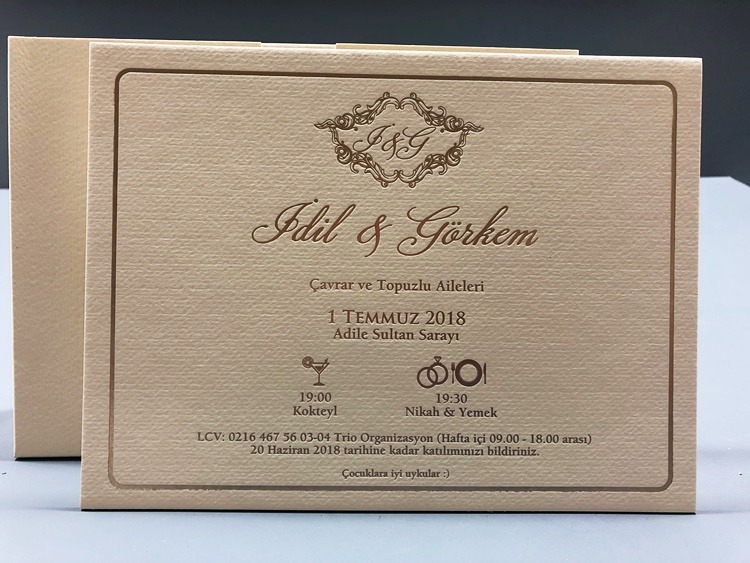 İ&G
İdil & Görkem
Çavrar ve Topuzlu Aileleri
1 TEMMUZ 2018
Adile Sultan Sarayı
19:00
Kokteyl
19:30
Nikah & Yemek
LCV: 0216 467 56 03-04 Trio Organizasyon (Hafta içi 09.00 - 18.00 arası)
20 Haziran 2018 tarihine kadar katılımınızı bildiriniz.
Çocuklara iyi uykular :)